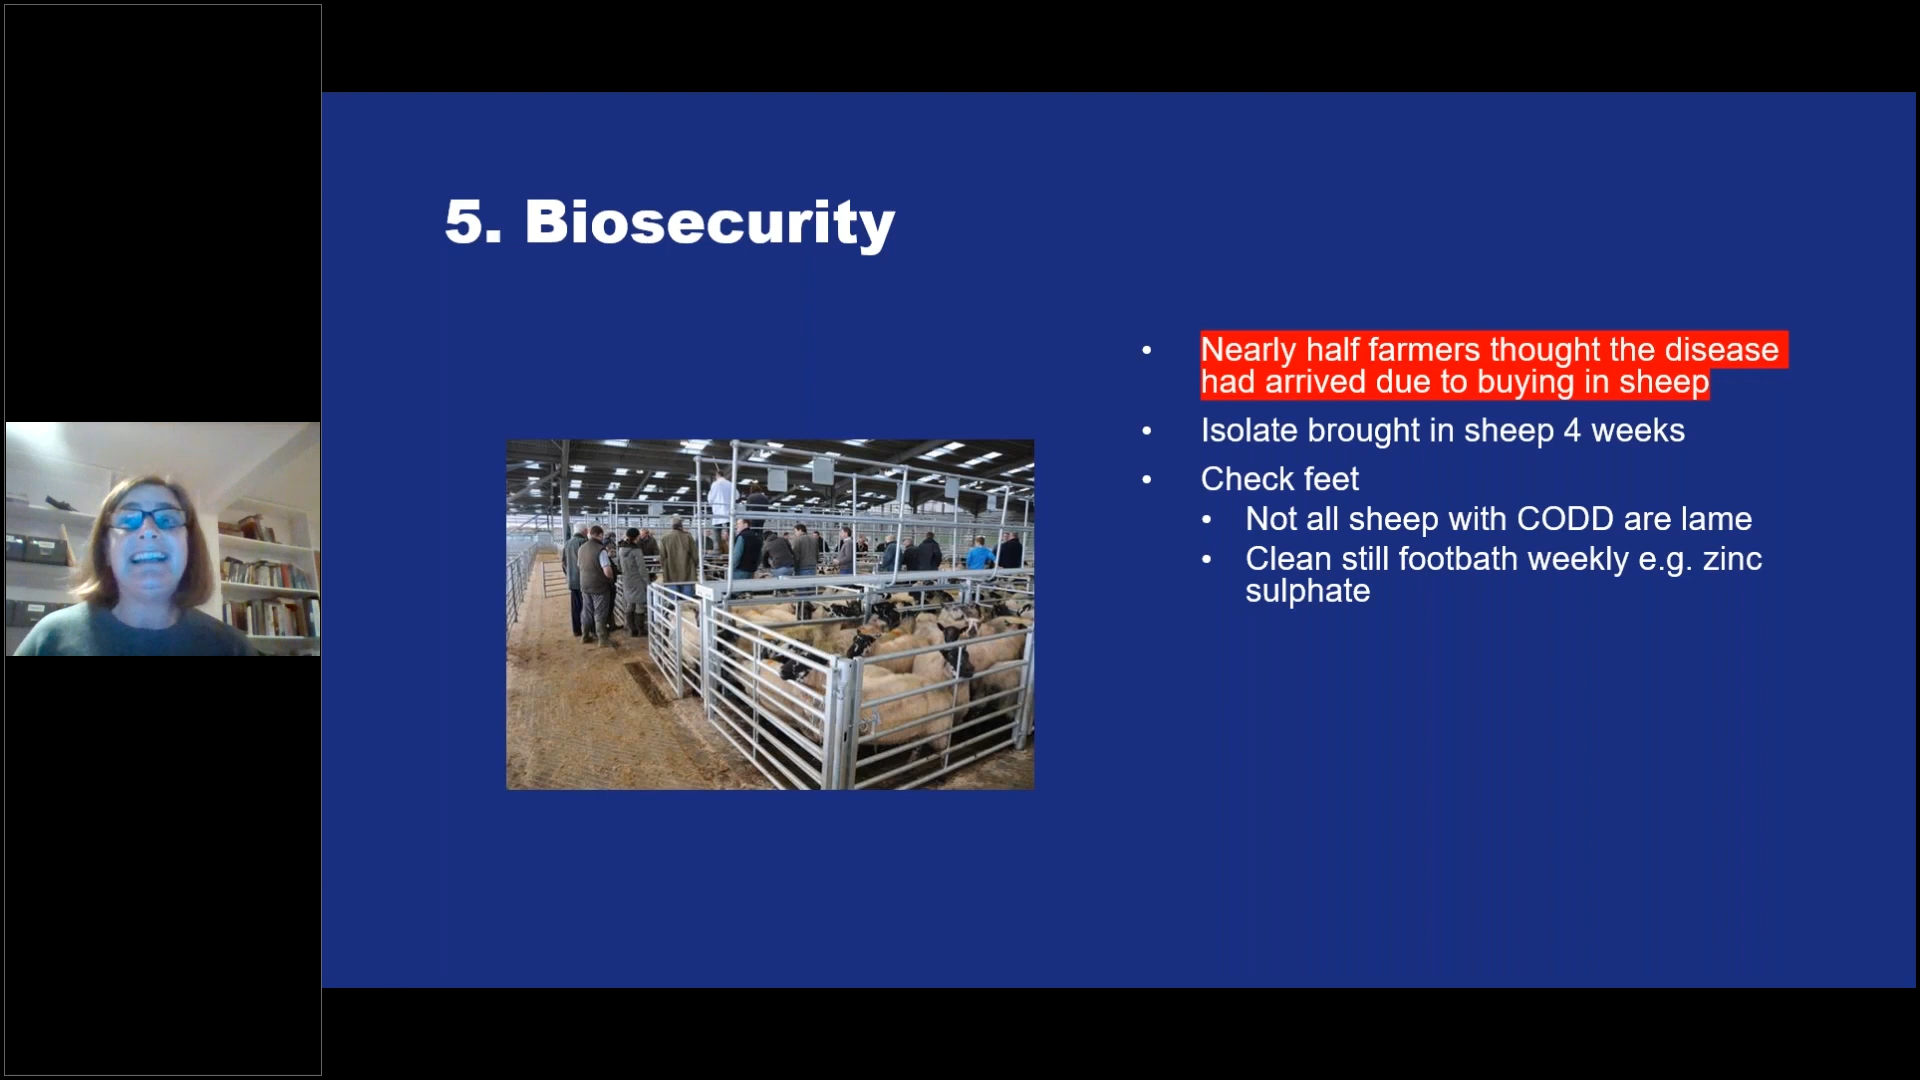 5. Biosecurity
• Nearly half farmers thought the disease
had arrived due to buying in sheep
• Isolate brought in sheep 4 weeks
• Check feet
• Not all sheep with CODD are lame
• Clean still footbath weekly e.g. zinc
sulphate